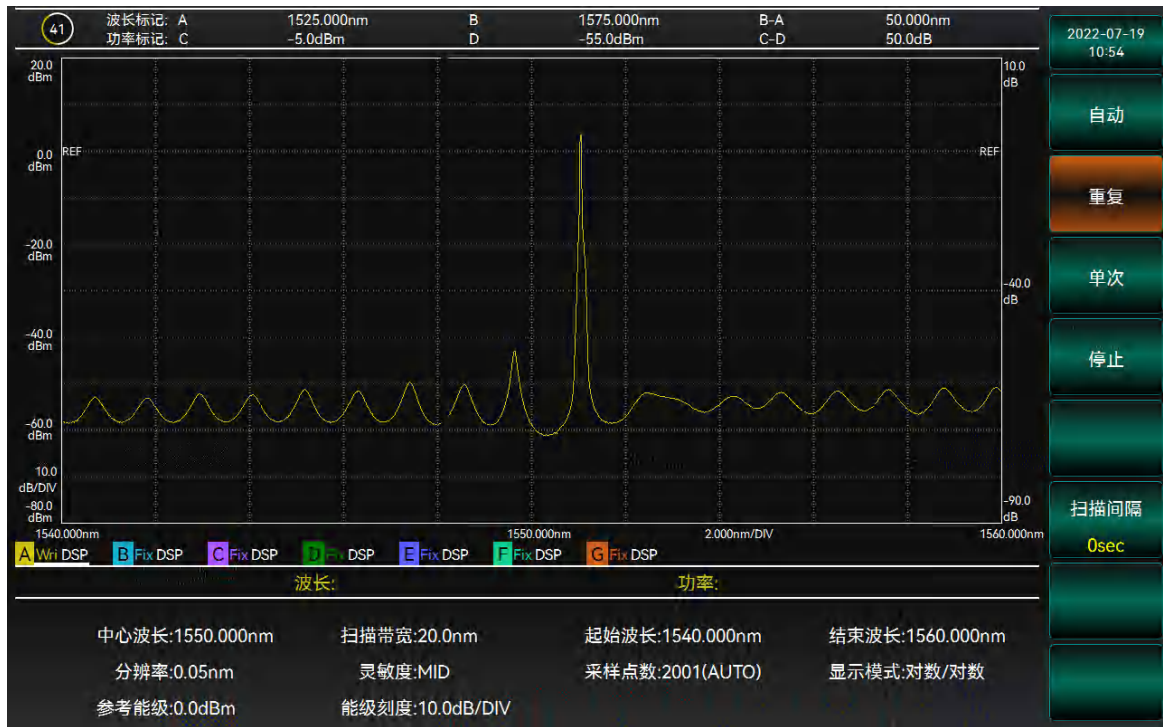 41
波长标记: A 1525.000nm B 1575.000nm B-A 50.000nm
功率标记: C -5.0dBm D -55.0dBm C-D 50.0dB
2022-07-19
10:54
20.0
dBm
10.0
dB
自动
0.0
dBm
REF
REF
重复
-20.0
dBm
-40.0
dB
单次
-40.0
dBm
停止
-60.0
dBm
10.0
dB/DIV
-80.0
dBm
-90.0
dB
扫描间隔
0sec
1540.000nm 1550.000nm 2.000nm/DIV 1560.000nm
A Wri DSP B Fix DSP C Fix DSP D Fix DSP E Fix DSP F Fix DSP G Fix DSP
波长: 功率:
中心波长:1550.000nm 扫描带宽:20.0nm 起始波长:1540.000nm 结束波长:1560.000nm
分辨率:0.05nm 灵敏度:MID 采样点数:2001(AUTO) 显示模式:对数/对数
参考能级:0.0dBm 能级刻度:10.0dB/DIV